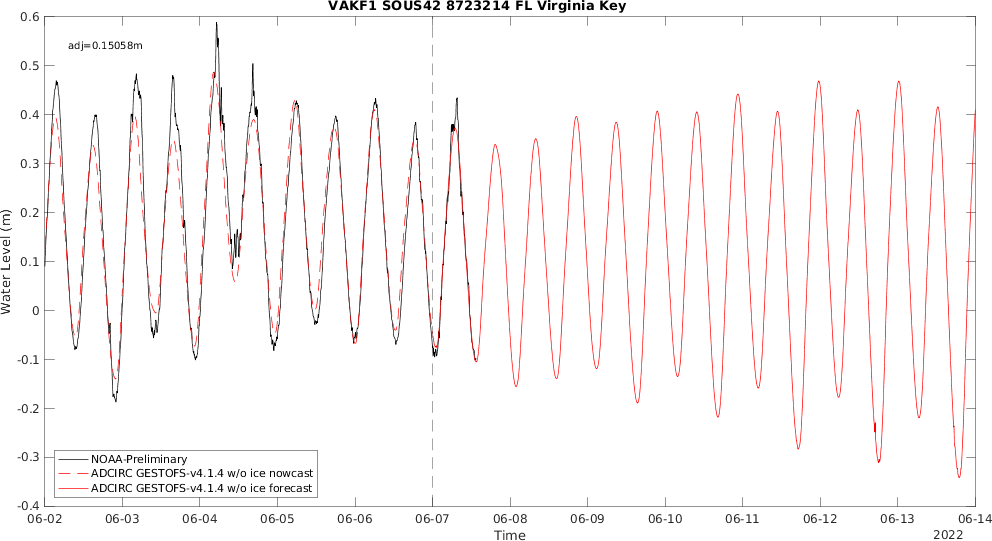 VAKF1 SOUS42 8723214 FL Virginia Key
adj=0.15058m
0.6
0.5
0.4
0.3
0.2
0.1
0
-0.1
-0.2
-0.3
-0.4
Water Level (m)
NOAA-Preliminary
ADCIRC GESTOFS-v4.1.4 w/o ice nowcast
ADCIRC GESTOFS-v4.1.4 w/o ice forecast
06-02 06-03 06-04 06-05 06-06 06-07 06-08 06-09 06-10 06-11 06-12 06-13 06-14
Time
2022